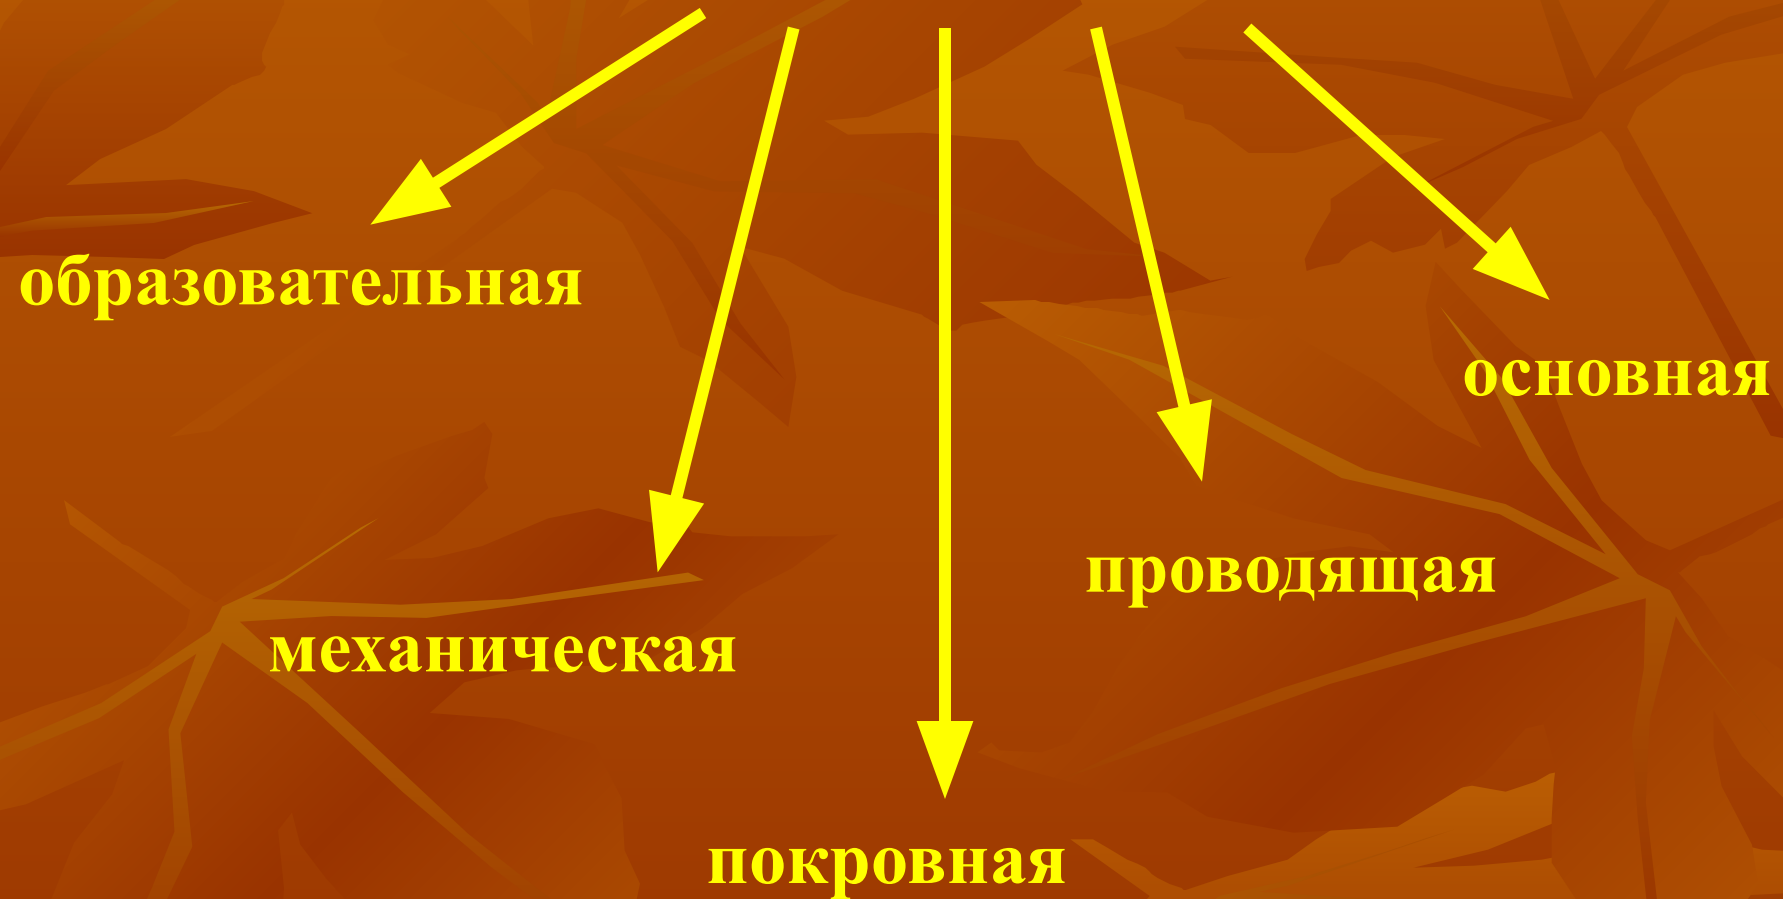 образовательная
основная
проводящая
механическая
покровная